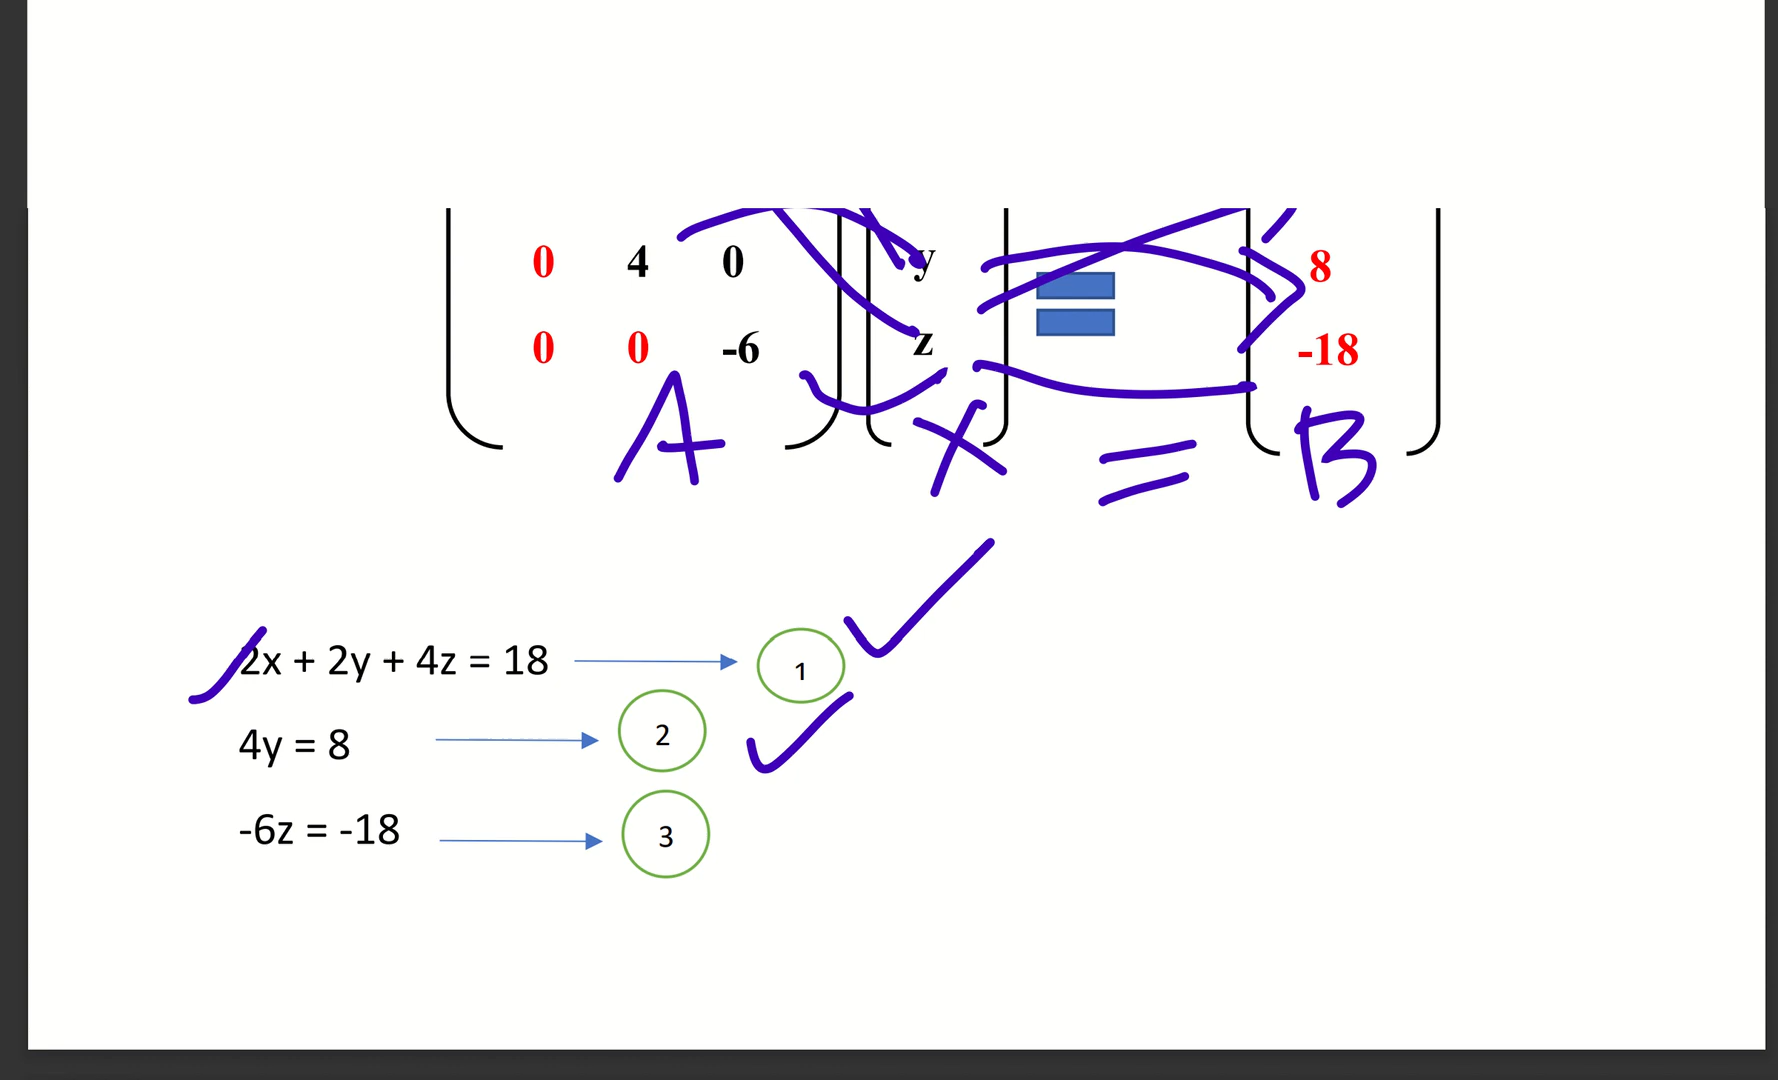 0 4 0 y 8
0 0 -6 z -18
A X = B
2x + 2y + 4z = 18 1
4y = 8 2
-6z = -18 3